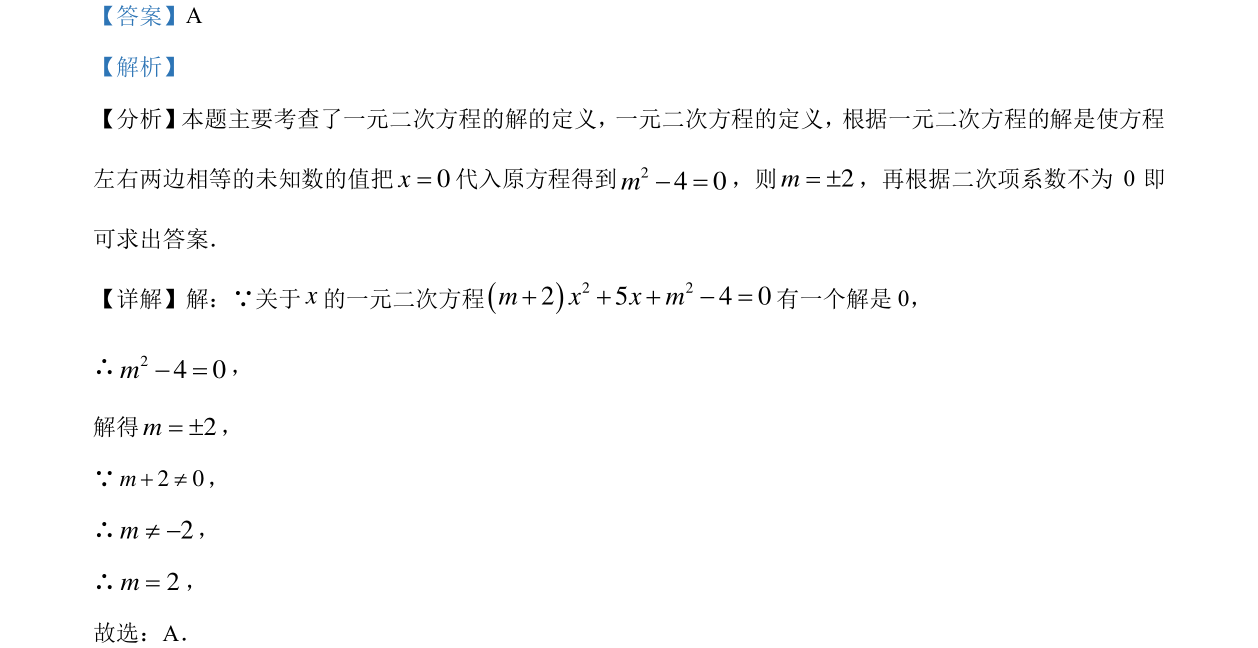 【答案】A
【解析】
【分析】本题主要考查了一元二次方程的解的定义，一元二次方程的定义，根据一元二次方程的解是使方程
左右两边相等的未知数的值把 x = 0 代入原方程得到 m² − 4 = 0，则 m = ±2，再根据二次项系数不为 0 即
可求出答案．
【详解】解：∵关于 x 的一元二次方程 (m + 2)x² + 5x + m² − 4 = 0 有一个解是 0，
∴ m² − 4 = 0，
解得 m = ±2，
∵ m + 2 ≠ 0，
∴ m ≠ −2，
∴ m = 2，
故选：A．